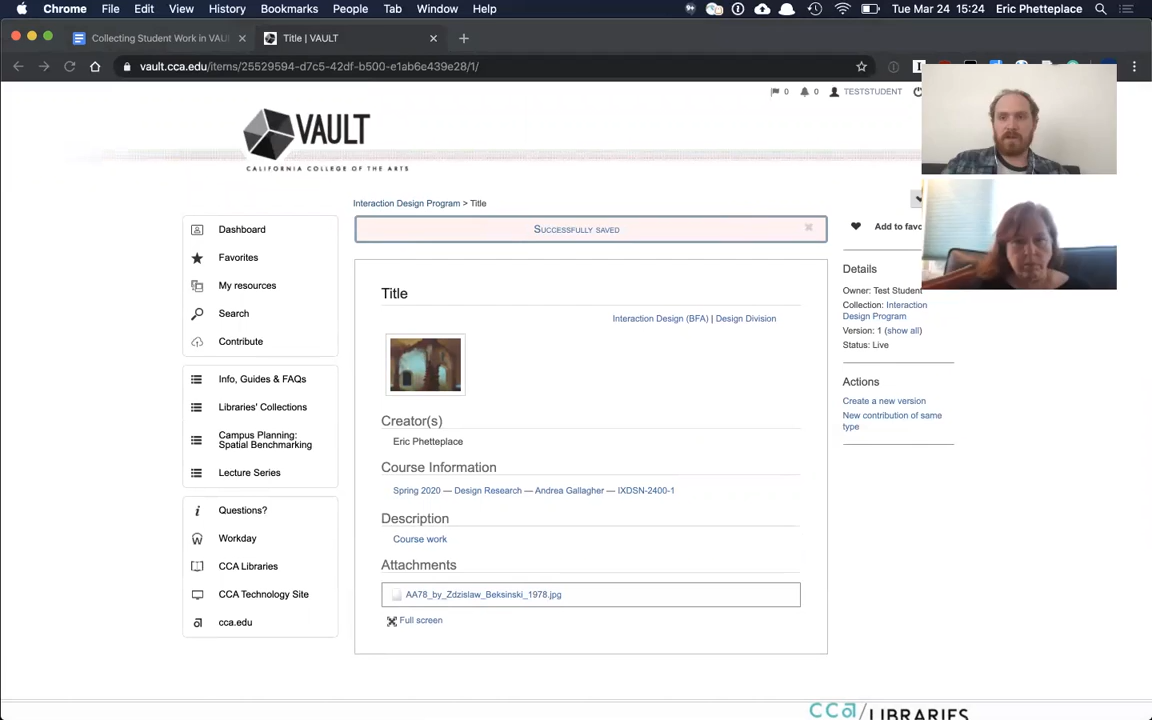 Chrome File Edit View History Bookmarks People Tab Window Help Tue Mar 24 15:24 Eric Phetteplace
Collecting Student Work in VAU
Title | VAULT
vault.cca.edu/items/25529594-d7c5-42df-b500-e1ab6e439e28/1/
0 0 TESTSTUDENT
VAULT
CALIFORNIA COLLEGE OF THE ARTS
Interaction Design Program > Title
Dashboard
Favorites
My resources
Search
Contribute
Info, Guides & FAQs
Libraries' Collections
Campus Planning:
Spatial Benchmarking
Lecture Series
Questions?
Workday
CCA Libraries
CCA Technology Site
cca.edu
Successfully saved
Title
Interaction Design (BFA) | Design Division
Creator(s)
Eric Phetteplace
Course Information
Spring 2020 — Design Research — Andrea Gallagher — IXDSN-2400-1
Description
Course work
Attachments
AA78_by_Zdzislaw_Beksinski_1978.jpg
Full screen
Add to favo
Details
Owner: Test Student
Collection: Interaction
Design Program
Version: 1 (show all)
Status: Live
Actions
Create a new version
New contribution of same
type
cca/LIBRARIES